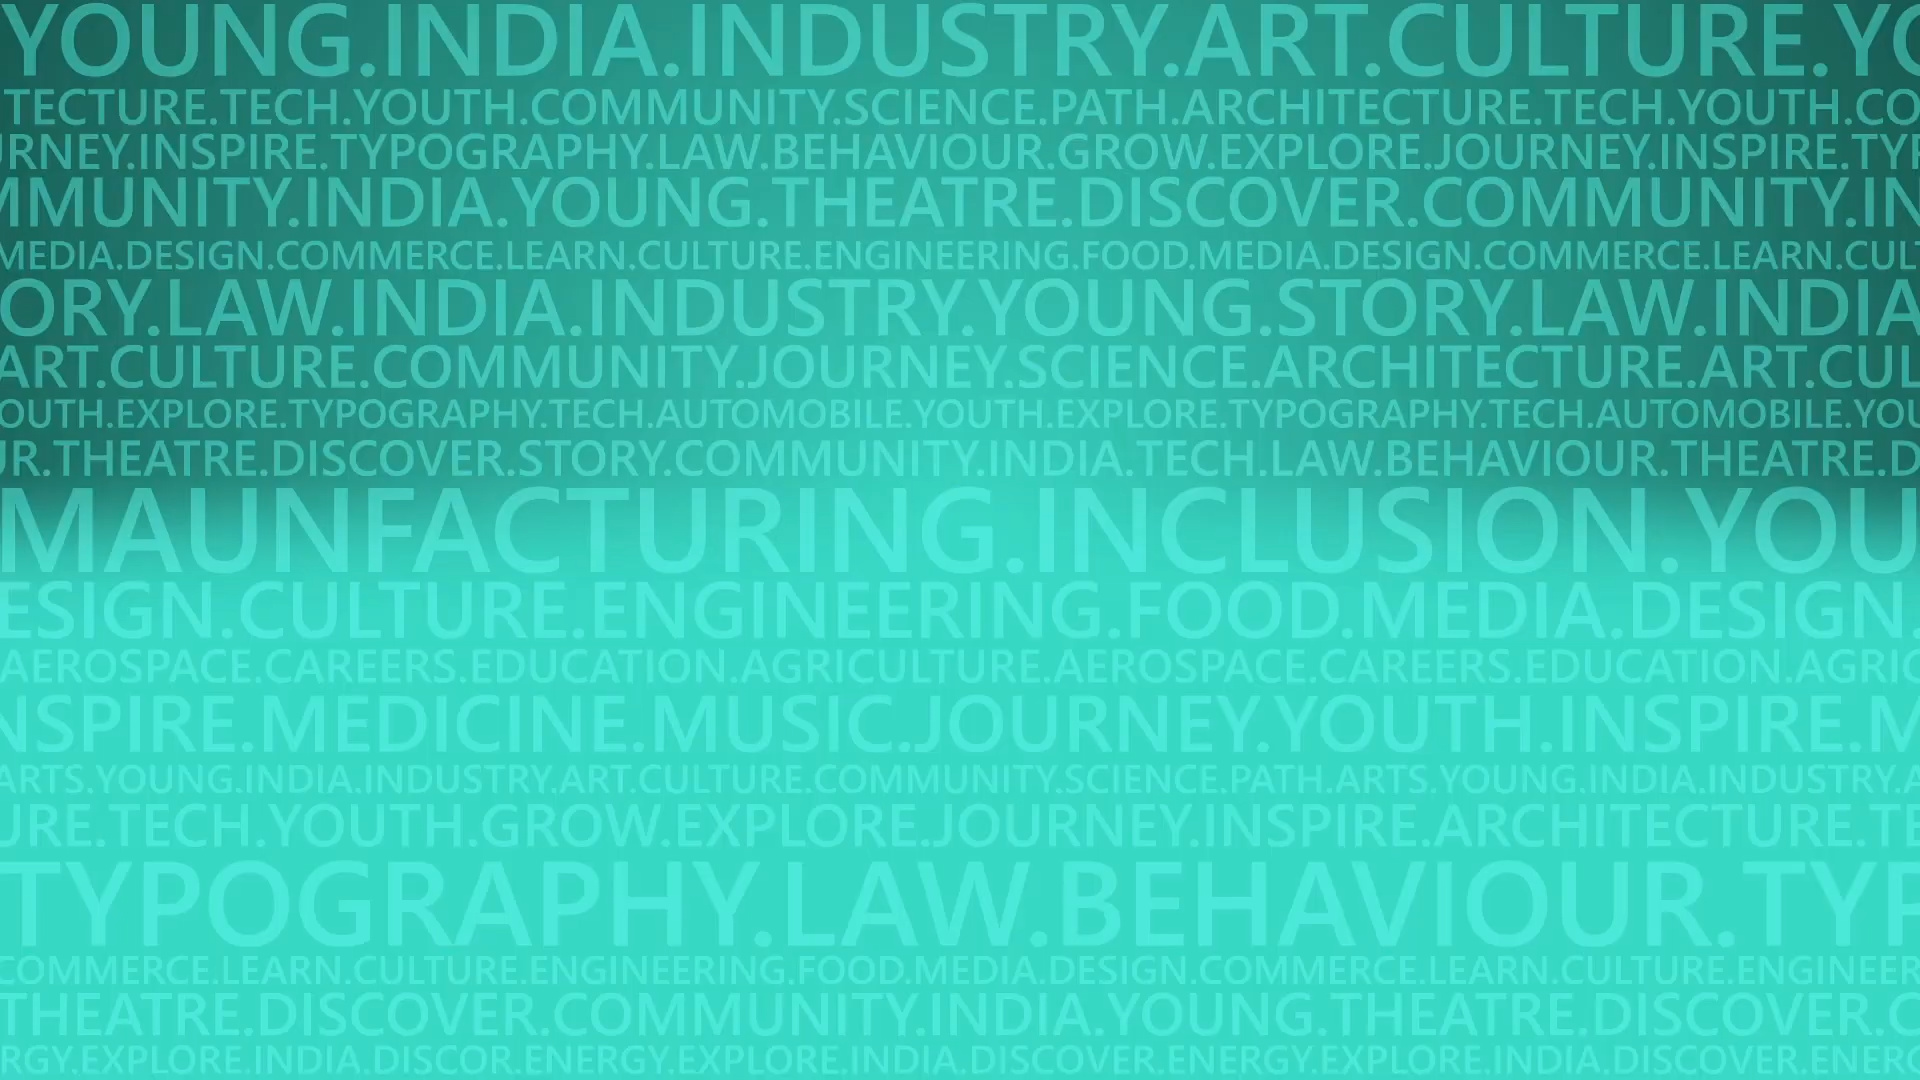 YOUNG.INDIA.INDUSTRY.ART.CULTURE.YO
TECTURE.TECH.YOUTH.COMMUNITY.SCIENCE.PATH.ARCHITECTURE.TECH.YOUTH.CO
RNEY.INSPIRE.TYPOGRAPHY.LAW.BEHAVIOUR.GROW.EXPLORE.JOURNEY.INSPIRE.TYP
MMUNITY.INDIA.YOUNG.THEATRE.DISCOVER.COMMUNITY.IN
MEDIA.DESIGN.COMMERCE.LEARN.CULTURE.ENGINEERING.FOOD.MEDIA.DESIGN.COMMERCE.LEARN.CULT
ORY.LAW.INDIA.INDUSTRY.YOUNG.STORY.LAW.INDIA
ART.CULTURE.COMMUNITY.JOURNEY.SCIENCE.ARCHITECTURE.ART.CUL
OUTH.EXPLORE.TYPOGRAPHY.TECH.AUTOMOBILE.YOUTH.EXPLORE.TYPOGRAPHY.TECH.AUTOMOBILE.YOU
UR.THEATRE.DISCOVER.STORY.COMMUNITY.INDIA.TECH.LAW.BEHAVIOUR.THEATRE.D
MAUNFACTURING.INCLUSION.YOU
ESIGN.CULTURE.ENGINEERING.FOOD.MEDIA.DESIGN.
AEROSPACE.CAREERS.EDUCATION.AGRICULTURE.AEROSPACE.CAREERS.EDUCATION.AGRIC
NSPIRE.MEDICINE.MUSIC.JOURNEY.YOUTH.INSPIRE.M
ARTS.YOUNG.INDIA.INDUSTRY.ART.CULTURE.COMMUNITY.SCIENCE.PATH.ARTS.YOUNG.INDIA.INDUSTRY.A
URE.TECH.YOUTH.GROW.EXPLORE.JOURNEY.INSPIRE.ARCHITECTURE.TE
TYPOGRAPHY.LAW.BEHAVIOUR.TYP
COMMERCE.LEARN.CULTURE.ENGINEERING.FOOD.MEDIA.DESIGN.COMMERCE.LEARN.CULTURE.ENGINEER
THEATRE.DISCOVER.COMMUNITY.INDIA.YOUNG.THEATRE.DISCOVER.C
RGY.EXPLORE.INDIA.DISCOR.ENERGY.EXPLORE.INDIA.DISCOVER.ENERGY.EXPLORE.INDIA.DISCOVER.ENERG